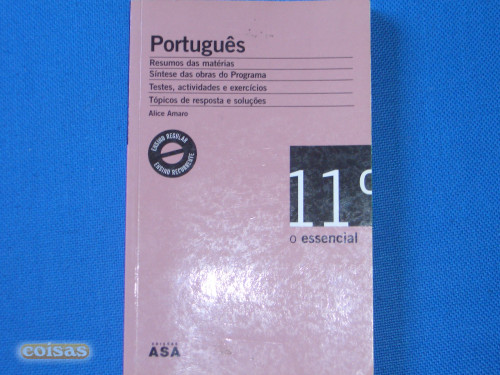 Português
Resumos das matérias
Síntese das obras do Programa
Testes, actividades e exercícios
Tópicos de resposta e soluções
Alice Amaro
ENSINO REGULAR
e
ENSINO RECORRENTE
11º
o essencial
EDIÇÕES
ASA
coisas